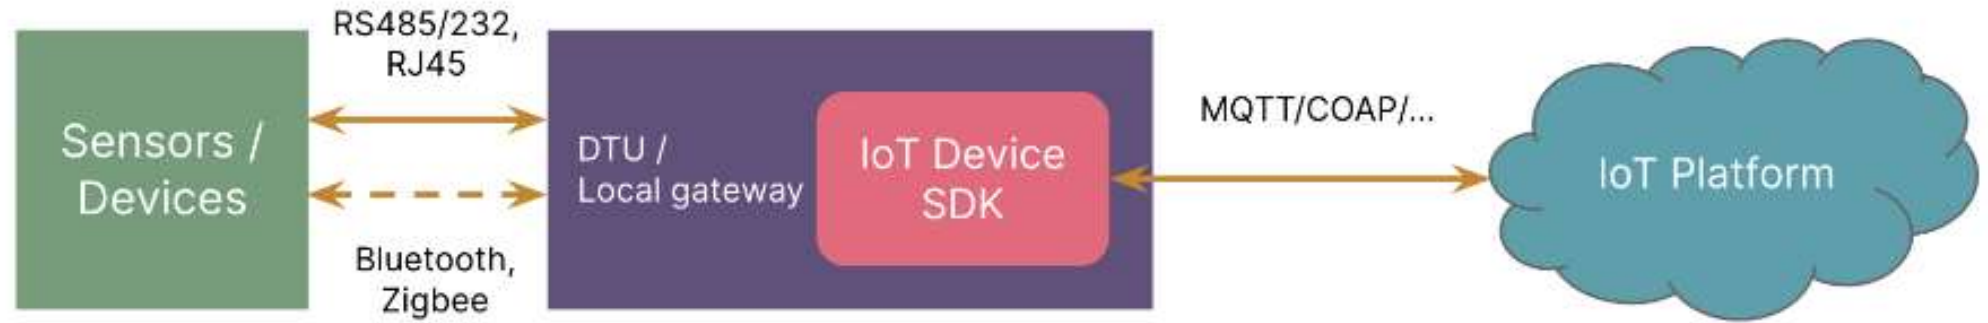 Sensors /
Devices
RS485/232,
RJ45
Bluetooth,
Zigbee
DTU /
Local gateway
IoT Device
SDK
MQTT/COAP/...
IoT Platform